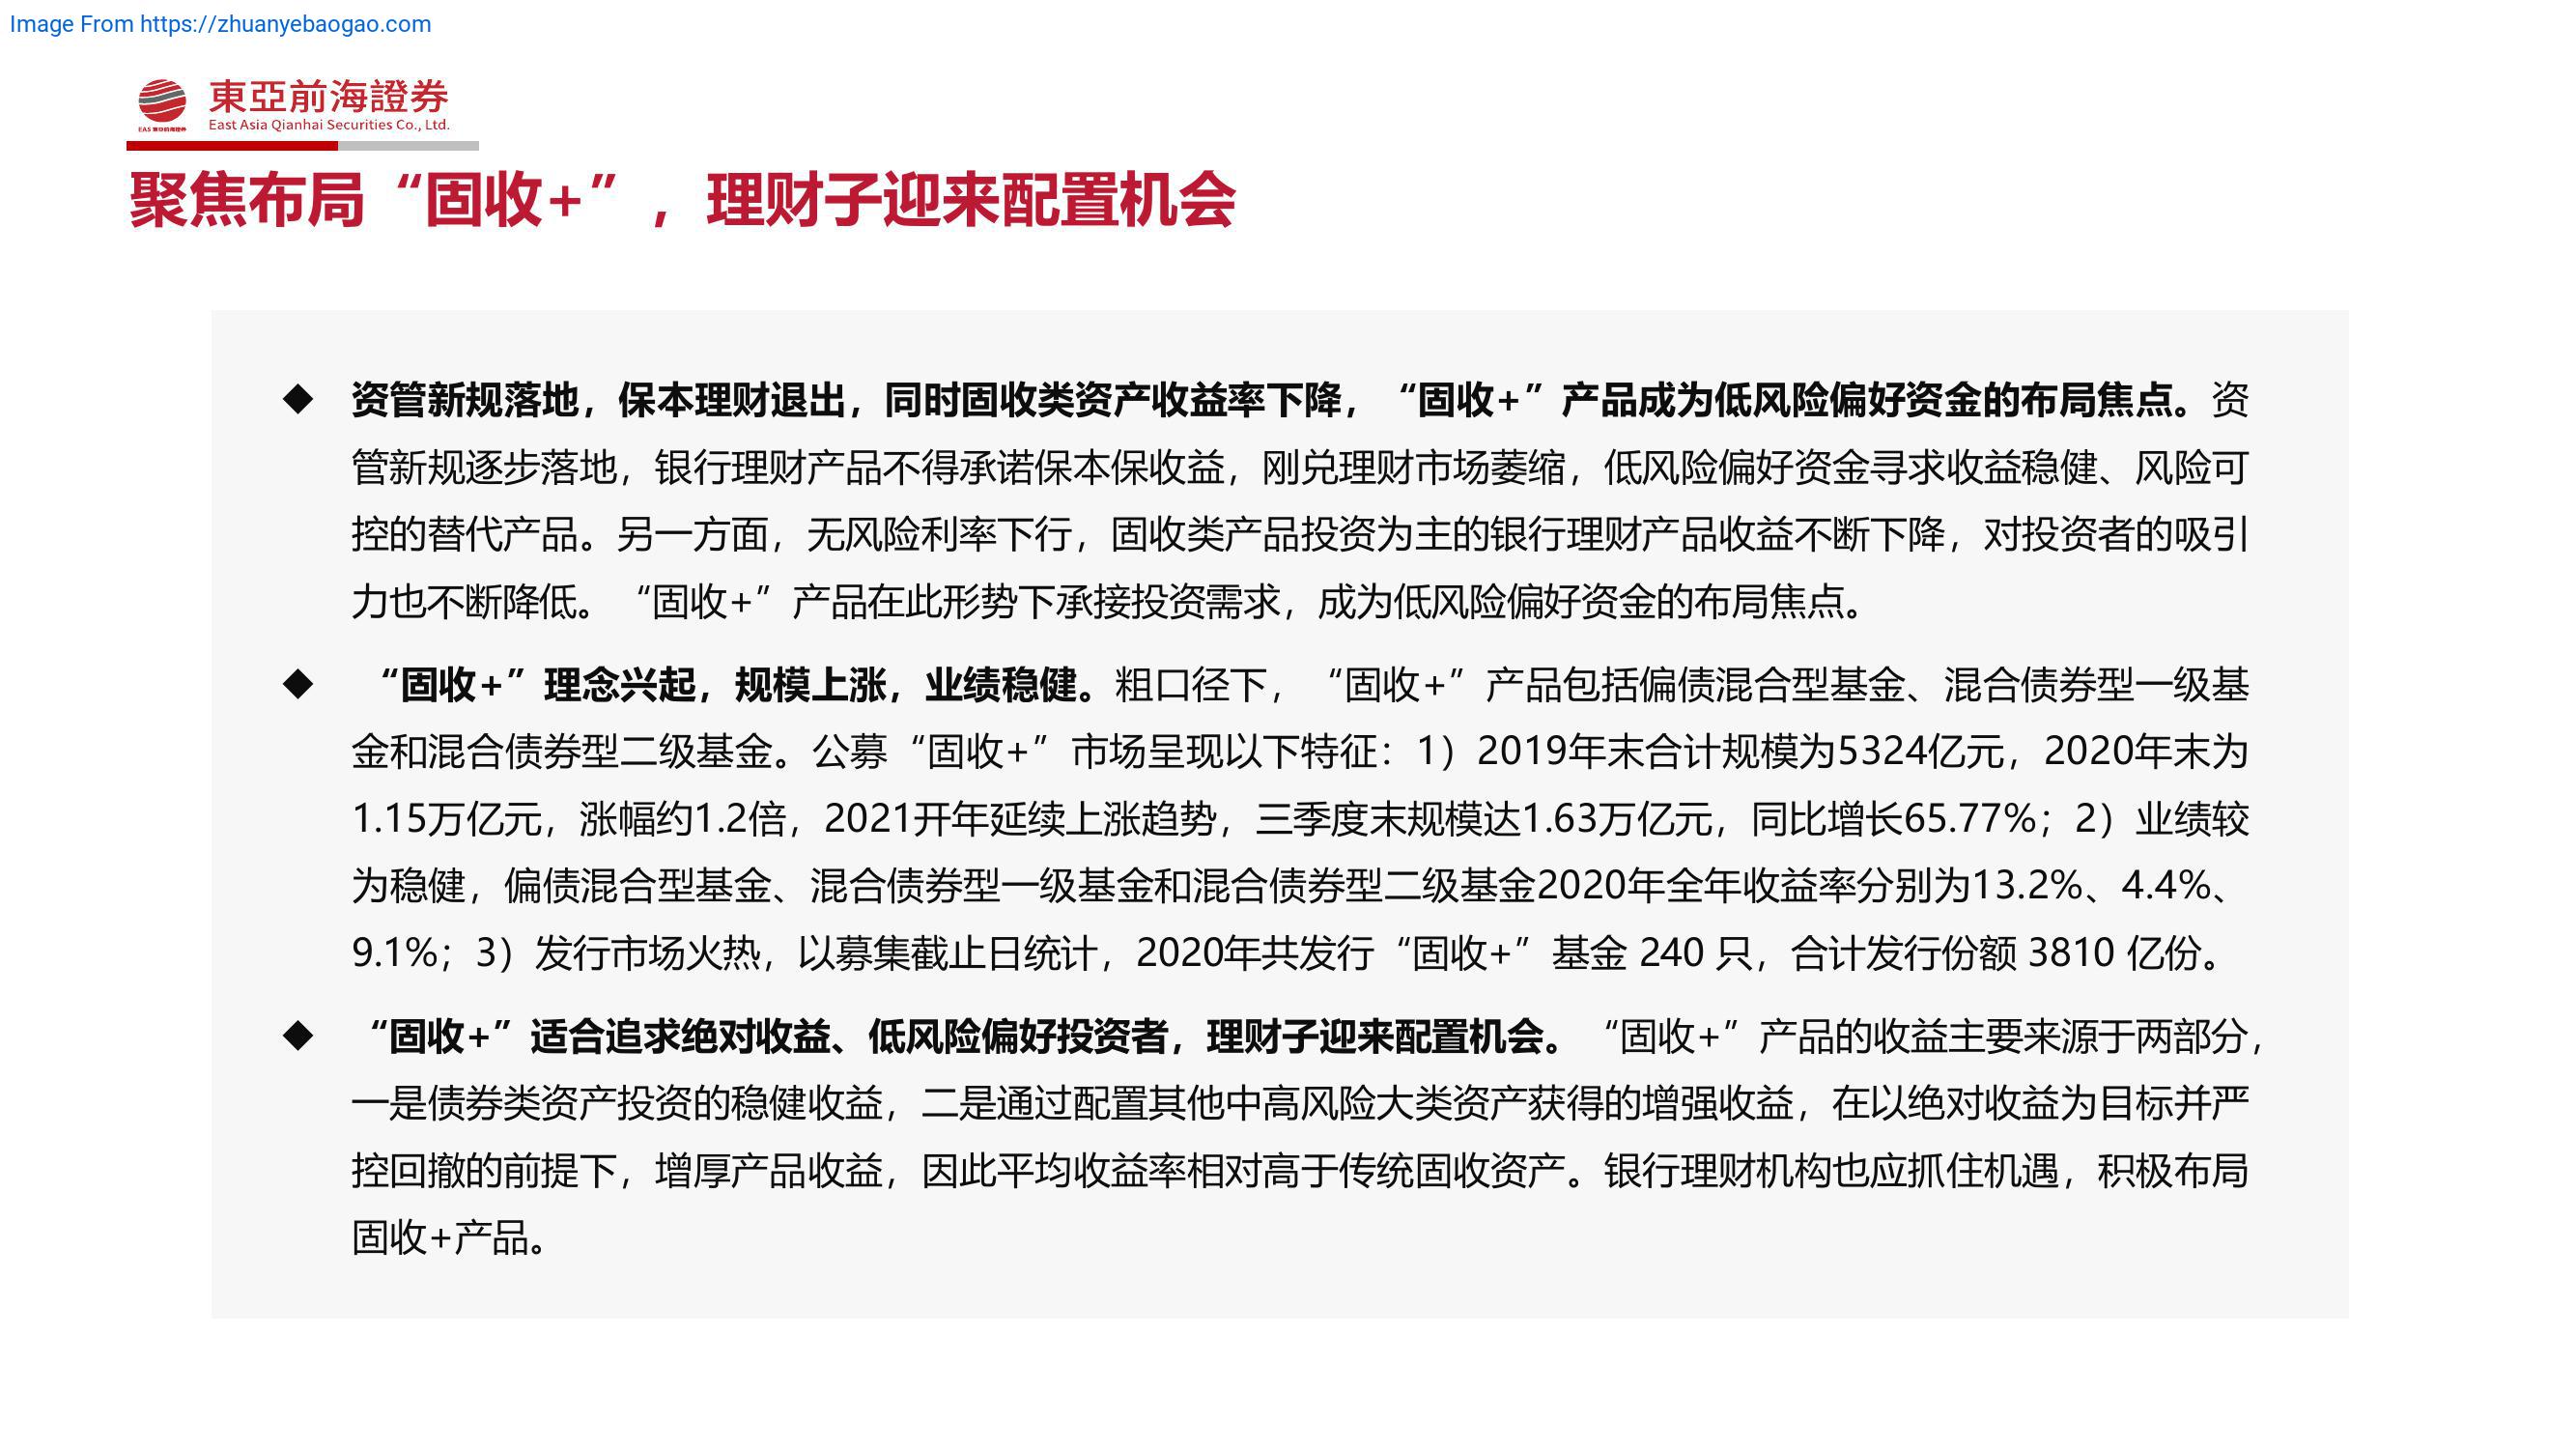 Image From https://zhuanyebaogao.com
東亞前海證券
East Asia Qianhai Securities Co., Ltd.
EAS 東亞前海證券
聚焦布局“固收+”，理财子迎来配置机会
◆ 资管新规落地，保本理财退出，同时固收类资产收益率下降，“固收+”产品成为低风险偏好资金的布局焦点。资
管新规逐步落地，银行理财产品不得承诺保本保收益，刚兑理财市场萎缩，低风险偏好资金寻求收益稳健、风险可
控的替代产品。另一方面，无风险利率下行，固收类产品投资为主的银行理财产品收益不断下降，对投资者的吸引
力也不断降低。“固收+”产品在此形势下承接投资需求，成为低风险偏好资金的布局焦点。
◆ “固收+”理念兴起，规模上涨，业绩稳健。粗口径下，“固收+”产品包括偏债混合型基金、混合债券型一级基
金和混合债券型二级基金。公募“固收+”市场呈现以下特征：1）2019年末合计规模为5324亿元，2020年末为
1.15万亿元，涨幅约1.2倍，2021开年延续上涨趋势，三季度末规模达1.63万亿元，同比增长65.77%；2）业绩较
为稳健，偏债混合型基金、混合债券型一级基金和混合债券型二级基金2020年全年收益率分别为13.2%、4.4%、
9.1%；3）发行市场火热，以募集截止日统计，2020年共发行“固收+”基金 240 只，合计发行份额 3810 亿份。
◆ “固收+”适合追求绝对收益、低风险偏好投资者，理财子迎来配置机会。“固收+”产品的收益主要来源于两部分，
一是债券类资产投资的稳健收益，二是通过配置其他中高风险大类资产获得的增强收益，在以绝对收益为目标并严
控回撤的前提下，增厚产品收益，因此平均收益率相对高于传统固收资产。银行理财机构也应抓住机遇，积极布局
固收+产品。